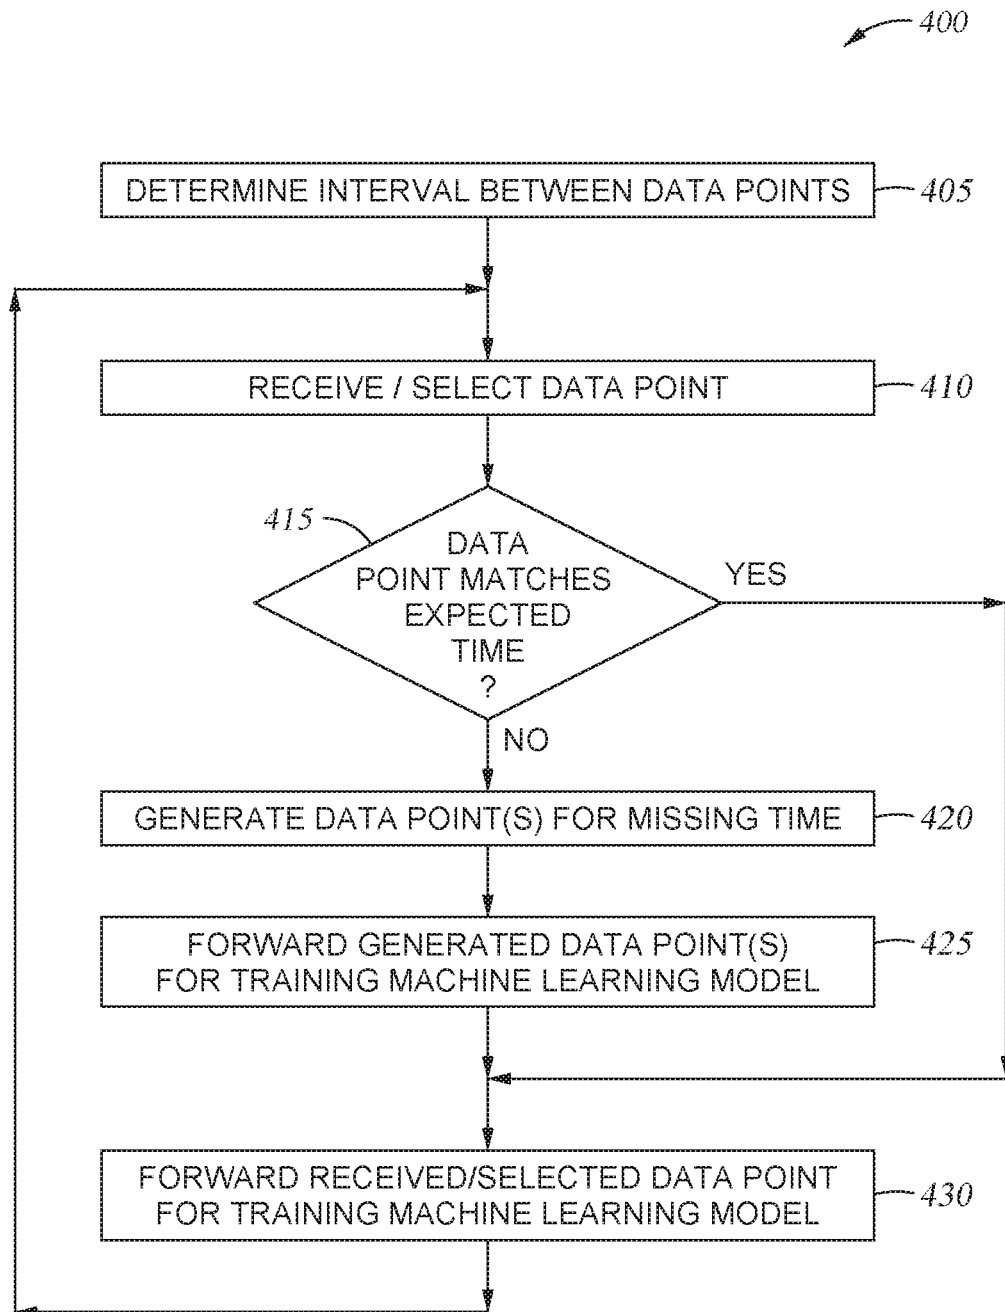 400
DETERMINE INTERVAL BETWEEN DATA POINTS
405
RECEIVE / SELECT DATA POINT
410
415
DATA
POINT MATCHES
EXPECTED
TIME
?
YES
NO
GENERATE DATA POINT(S) FOR MISSING TIME
420
FORWARD GENERATED DATA POINT(S)
FOR TRAINING MACHINE LEARNING MODEL
425
FORWARD RECEIVED/SELECTED DATA POINT
FOR TRAINING MACHINE LEARNING MODEL
430